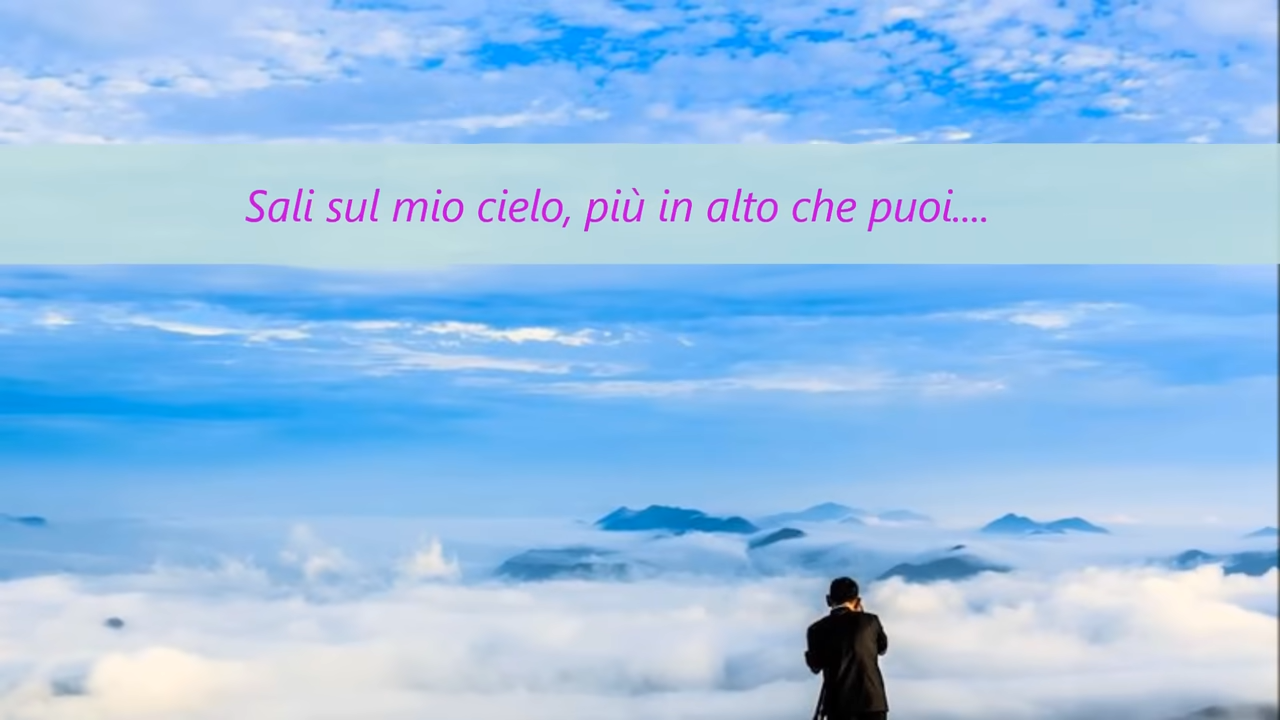 Sali sul mio cielo, più in alto che puoi....